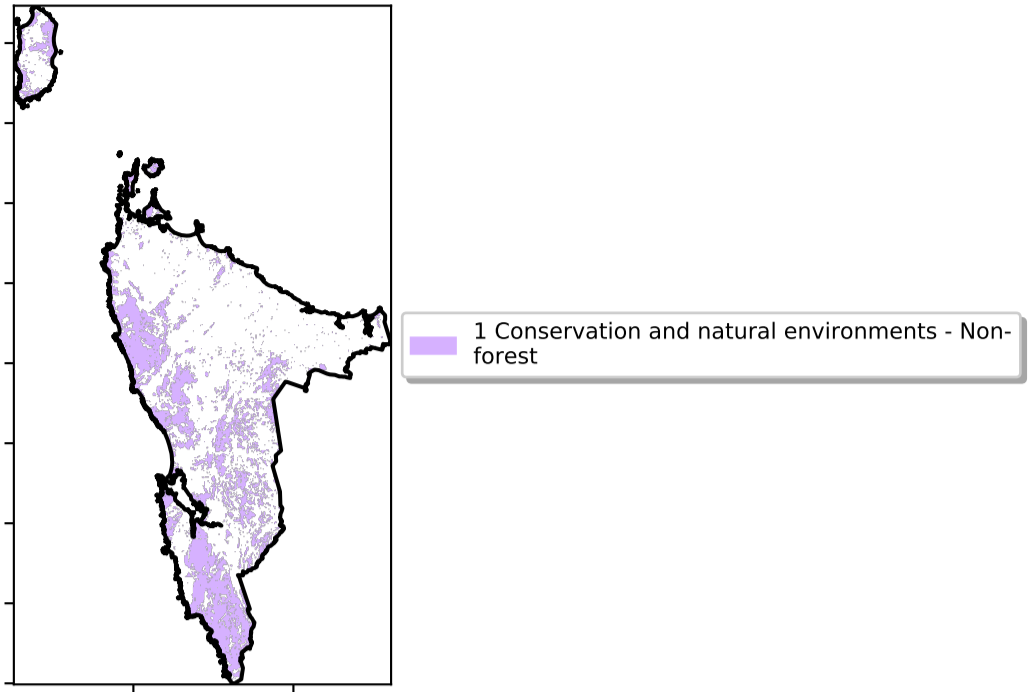 1 Conservation and natural environments - Non-
forest